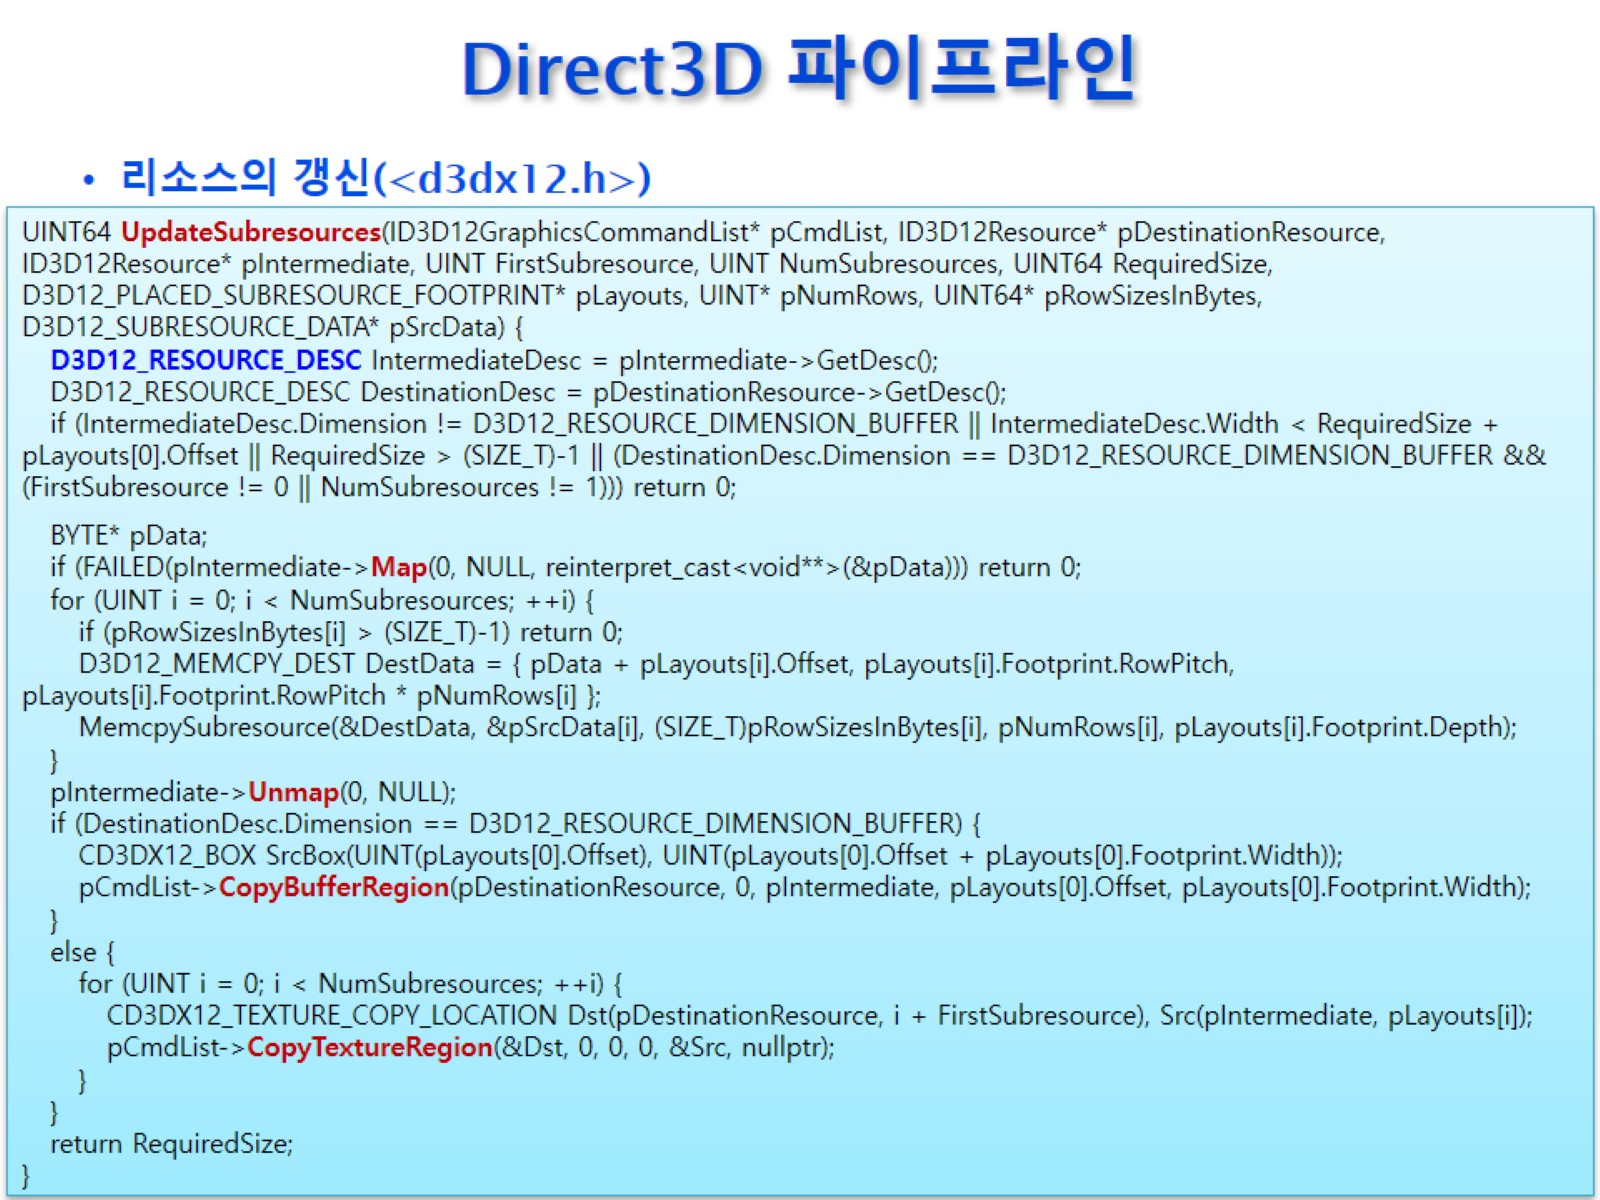 Direct3D 파이프라인
• 리소스의 갱신(<d3dx12.h>)
UINT64 UpdateSubresources(ID3D12GraphicsCommandList* pCmdList, ID3D12Resource* pDestinationResource,
ID3D12Resource* pIntermediate, UINT FirstSubresource, UINT NumSubresources, UINT64 RequiredSize,
D3D12_PLACED_SUBRESOURCE_FOOTPRINT* pLayouts, UINT* pNumRows, UINT64* pRowSizesInBytes,
D3D12_SUBRESOURCE_DATA* pSrcData) {
D3D12_RESOURCE_DESC IntermediateDesc = pIntermediate->GetDesc();
D3D12_RESOURCE_DESC DestinationDesc = pDestinationResource->GetDesc();
if (IntermediateDesc.Dimension != D3D12_RESOURCE_DIMENSION_BUFFER || IntermediateDesc.Width < RequiredSize +
pLayouts[0].Offset || RequiredSize > (SIZE_T)-1 || (DestinationDesc.Dimension == D3D12_RESOURCE_DIMENSION_BUFFER &&
(FirstSubresource != 0 || NumSubresources != 1))) return 0;
BYTE* pData;
if (FAILED(pIntermediate->Map(0, NULL, reinterpret_cast<void**>(&pData))) return 0;
for (UINT i = 0; i < NumSubresources; ++i) {
if (pRowSizesInBytes[i] > (SIZE_T)-1) return 0;
D3D12_MEMCPY_DEST DestData = { pData + pLayouts[i].Offset, pLayouts[i].Footprint.RowPitch,
pLayouts[i].Footprint.RowPitch * pNumRows[i] };
MemcpySubresource(&DestData, &pSrcData[i], (SIZE_T)pRowSizesInBytes[i], pNumRows[i], pLayouts[i].Footprint.Depth);
}
pIntermediate->Unmap(0, NULL);
if (DestinationDesc.Dimension == D3D12_RESOURCE_DIMENSION_BUFFER) {
CD3DX12_BOX SrcBox(UINT(pLayouts[0].Offset), UINT(pLayouts[0].Offset + pLayouts[0].Footprint.Width));
pCmdList->CopyBufferRegion(pDestinationResource, 0, pIntermediate, pLayouts[0].Offset, pLayouts[0].Footprint.Width);
}
else {
for (UINT i = 0; i < NumSubresources; ++i) {
CD3DX12_TEXTURE_COPY_LOCATION Dst(pDestinationResource, i + FirstSubresource), Src(pIntermediate, pLayouts[i]);
pCmdList->CopyTextureRegion(&Dst, 0, 0, 0, &Src, nullptr);
}
}
return RequiredSize;
}